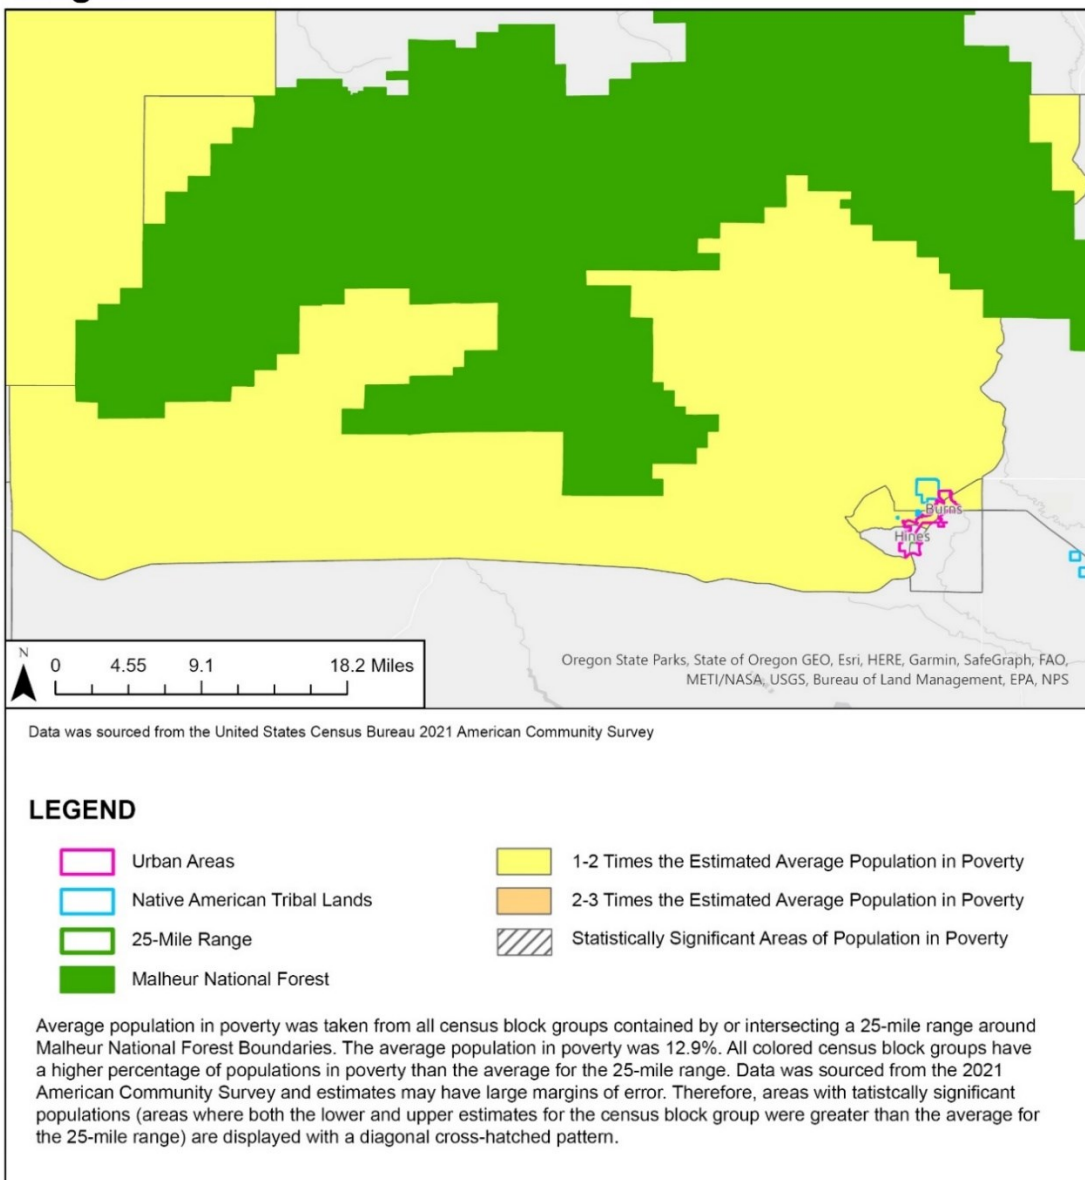 Burns
Hines
N
0 4.55 9.1 18.2 Miles
Oregon State Parks, State of Oregon GEO, Esri, HERE, Garmin, SafeGraph, FAO,
METI/NASA, USGS, Bureau of Land Management, EPA, NPS
Data was sourced from the United States Census Bureau 2021 American Community Survey
LEGEND
Urban Areas
Native American Tribal Lands
25-Mile Range
Malheur National Forest
1-2 Times the Estimated Average Population in Poverty
2-3 Times the Estimated Average Population in Poverty
Statistically Significant Areas of Population in Poverty
Average population in poverty was taken from all census block groups contained by or intersecting a 25-mile range around
Malheur National Forest Boundaries. The average population in poverty was 12.9%. All colored census block groups have
a higher percentage of populations in poverty than the average for the 25-mile range. Data was sourced from the 2021
American Community Survey and estimates may have large margins of error. Therefore, areas with tatistcally significant
populations (areas where both the lower and upper estimates for the census block group were greater than the average for
the 25-mile range) are displayed with a diagonal cross-hatched pattern.